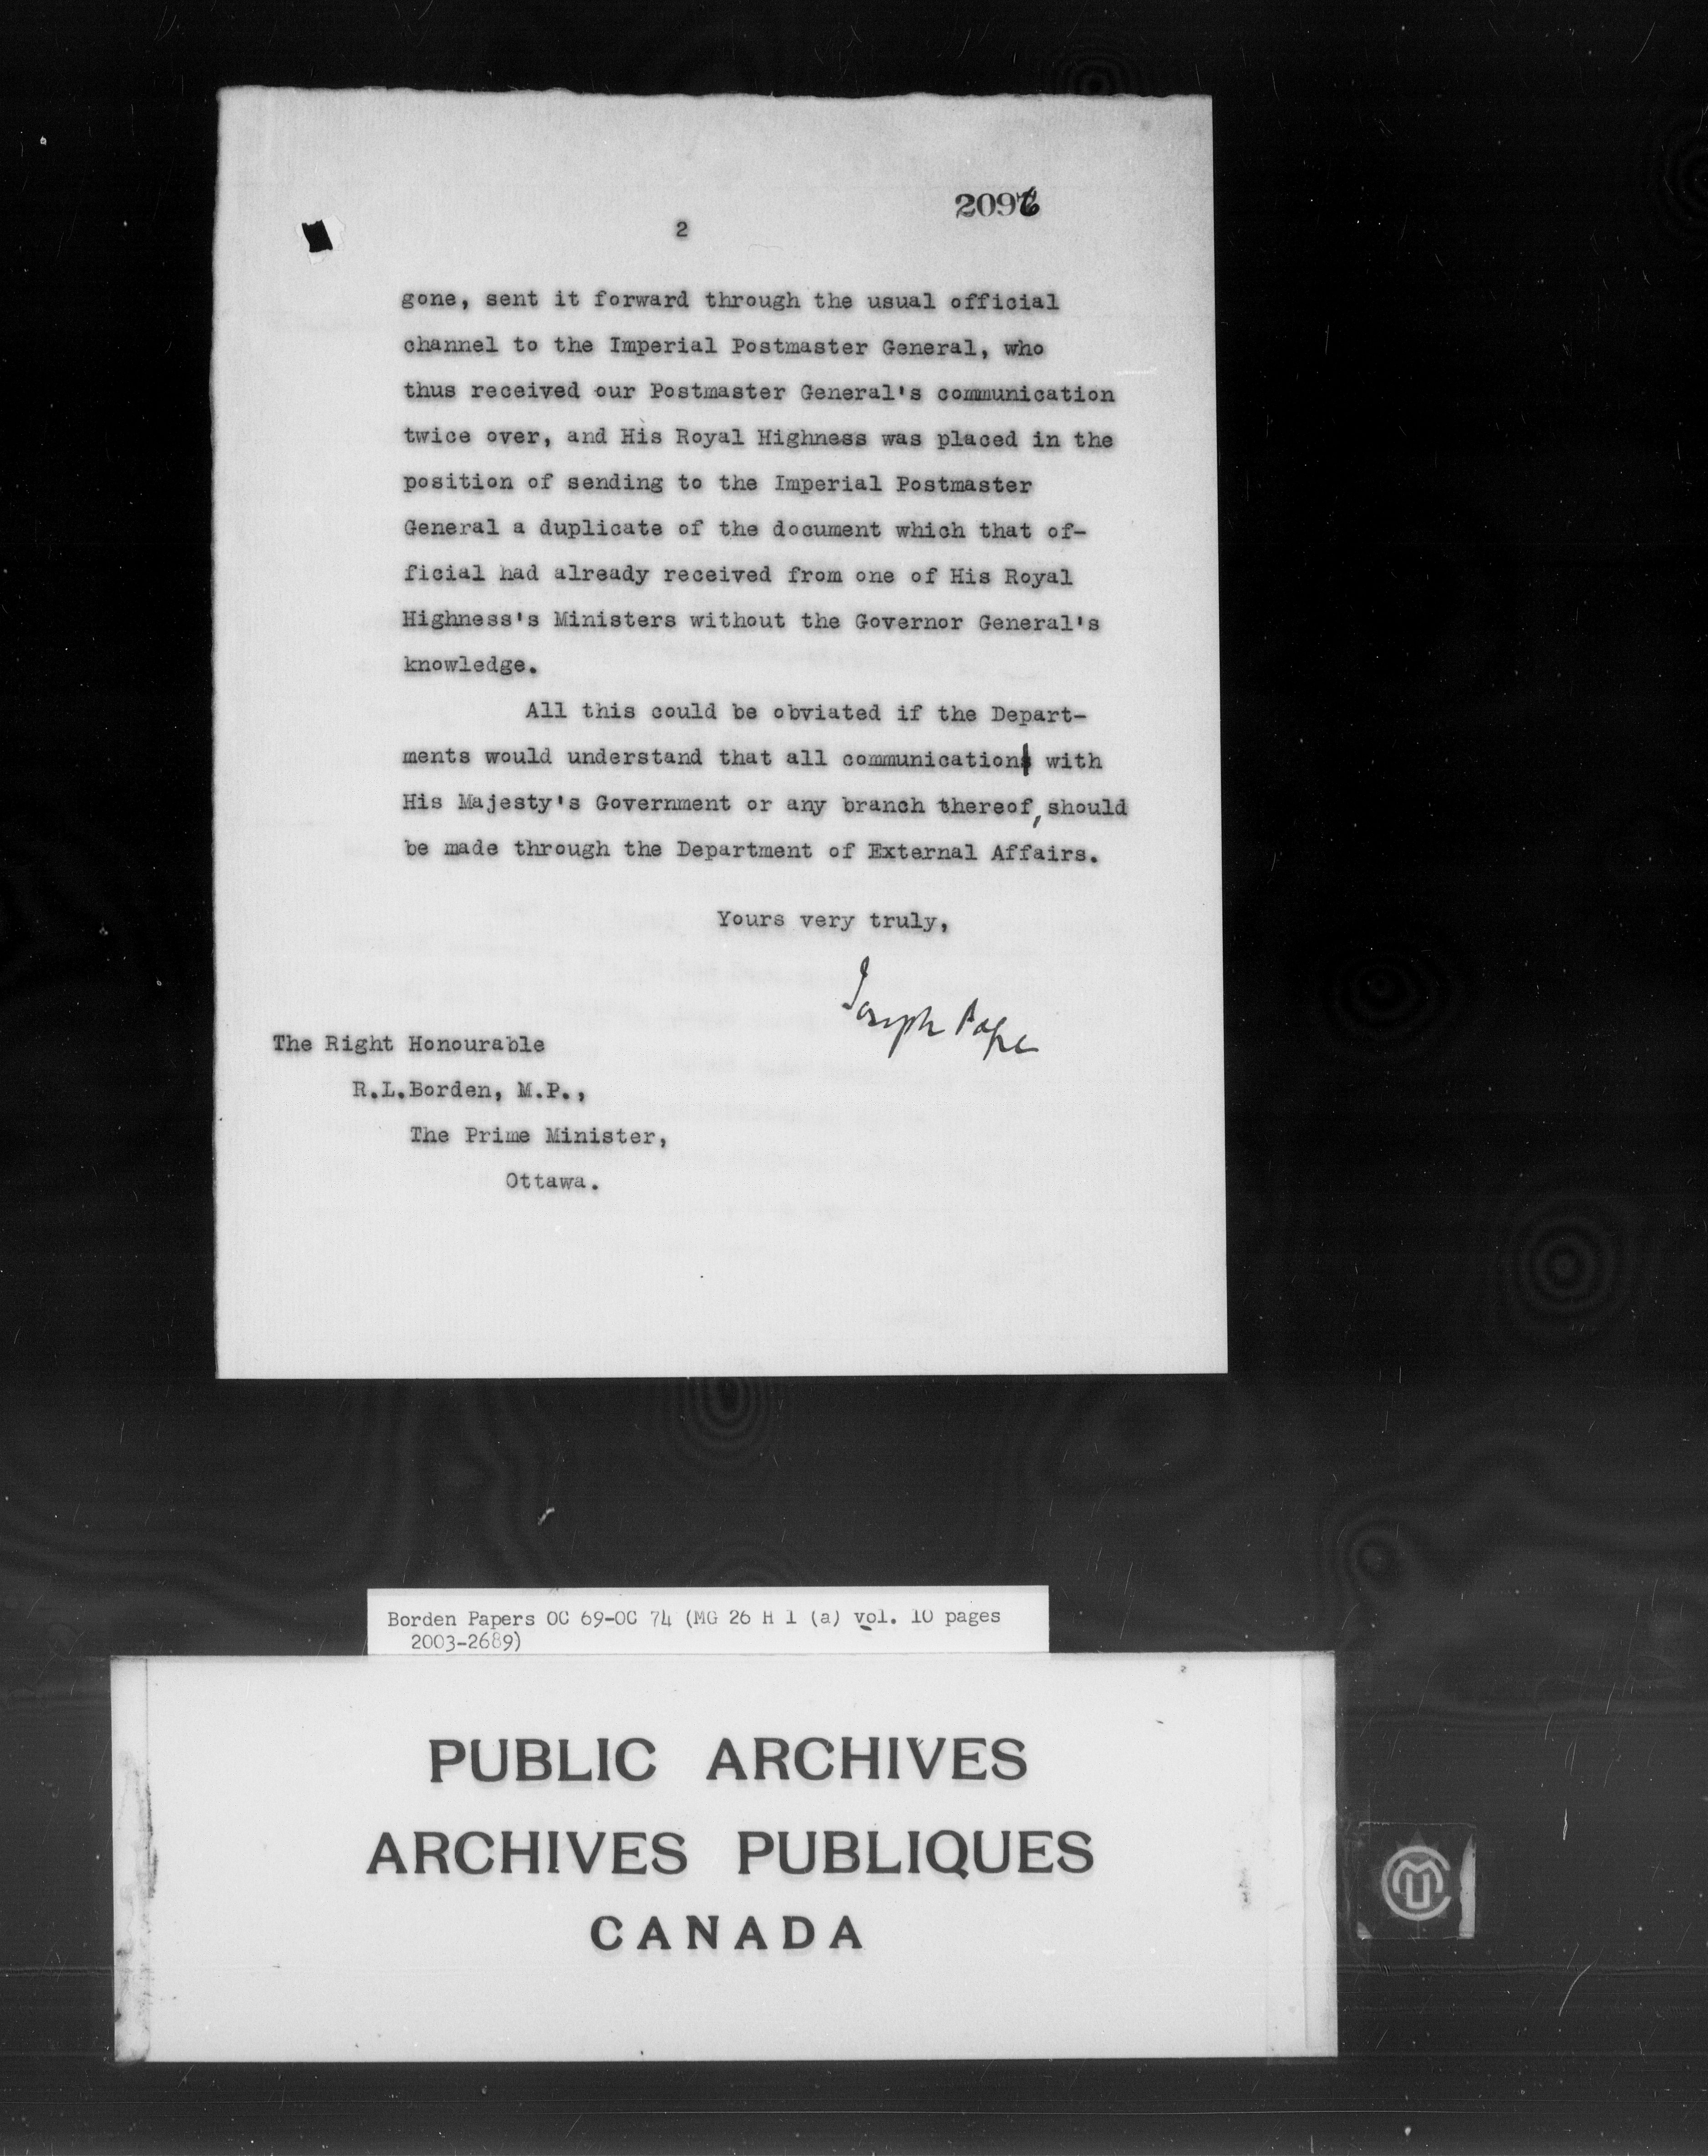 2096
2
gone, sent it forward through the usual official
channel to the Imperial Postmaster General, who
thus received our Postmaster General's communication
twice over, and His Royal Highness was placed in the
position of sending to the Imperial Postmaster
General a duplicate of the document which that of-
ficial had already received from one of His Royal
Highness's Ministers without the Governor General's
knowledge.
All this could be obviated if the Depart-
ments would understand that all communication with
His Majesty's Government or any branch thereof, should
be made through the Department of External Affairs.
Yours very truly,
Joseph Pope
The Right Honourable
R.L.Borden, M.P.,
The Prime Minister,
Ottawa.
Borden Papers OC 69-OC 74 (MG 26 H 1 (a) vol. 10 pages
2003-2689)
2
PUBLIC ARCHIVES
ARCHIVES PUBLIQUES
CANADA